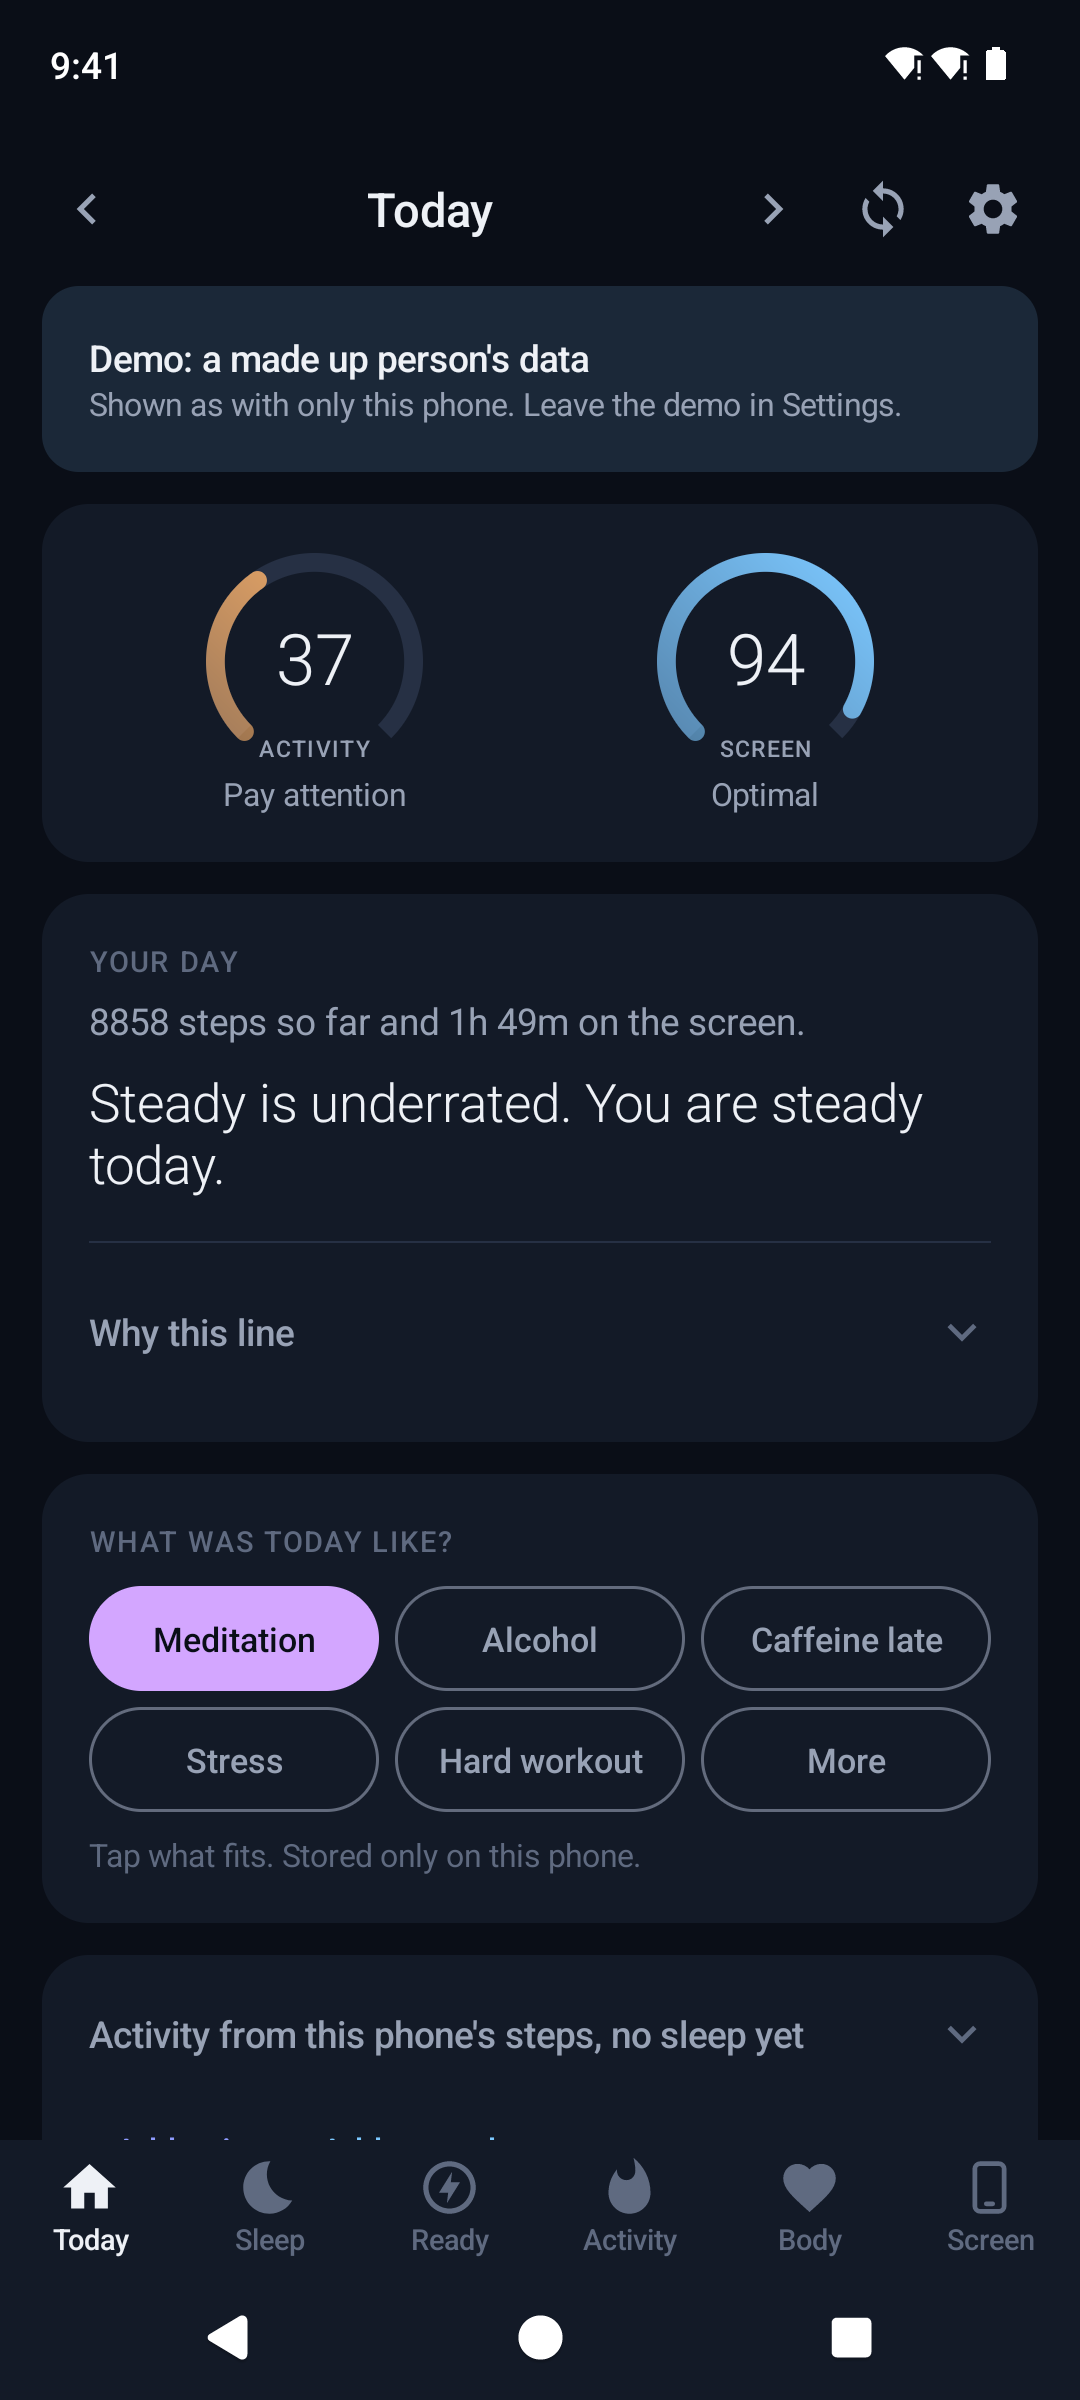 9:41
Today
Demo: a made up person's data
Shown as with only this phone. Leave the demo in Settings.
37
ACTIVITY
Pay attention
94
SCREEN
Optimal
YOUR DAY
8858 steps so far and 1h 49m on the screen.
Steady is underrated. You are steady
today.
Why this line
WHAT WAS TODAY LIKE?
Meditation
Alcohol
Caffeine late
Stress
Hard workout
More
Tap what fits. Stored only on this phone.
Activity from this phone's steps, no sleep yet
Today
Sleep
Ready
Activity
Body
Screen